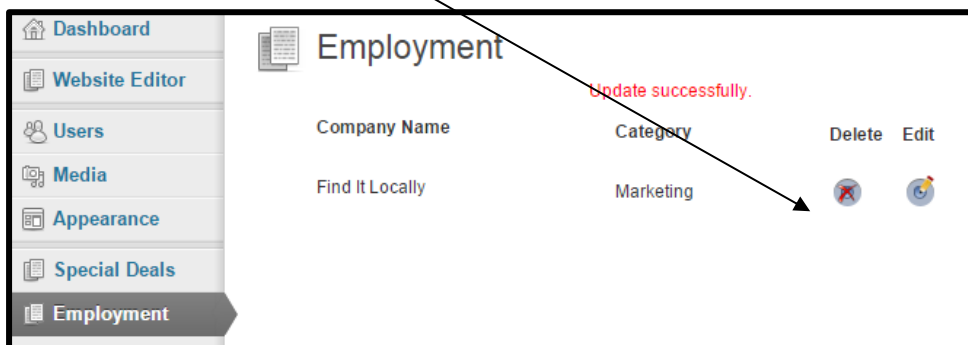 Dashboard
Website Editor
Users
Media
Appearance
Special Deals
Employment
Employment
Update successfully.
Company Name Category Delete Edit
Find It Locally Marketing